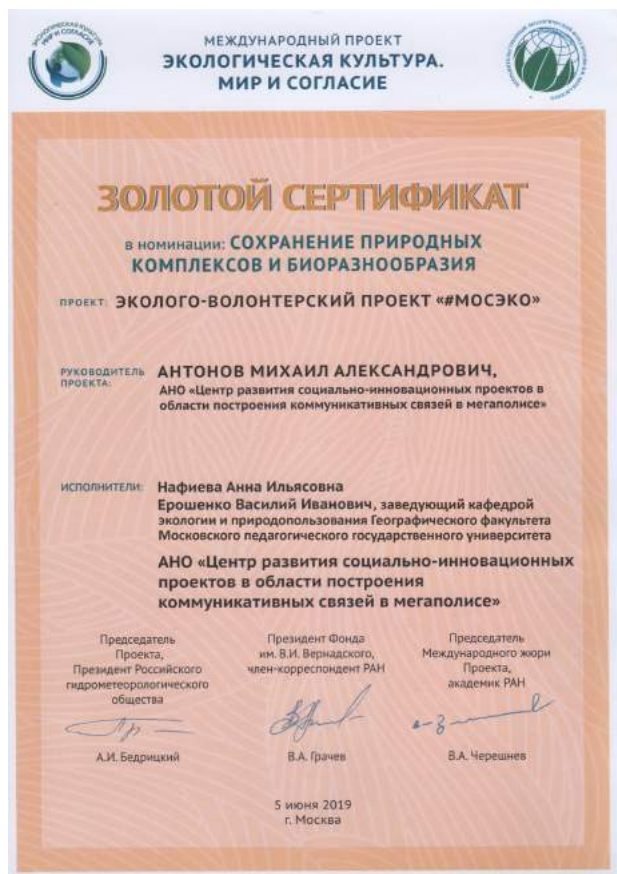 МЕЖДУНАРОДНЫЙ ПРОЕКТ
ЭКОЛОГИЧЕСКАЯ КУЛЬТУРА.
МИР И СОГЛАСИЕ
ЭКОЛОГИЧЕСКАЯ КУЛЬТУРА
МИР И СОГЛАСИЕ
ЗОЛОТОЙ СЕРТИФИКАТ
в номинации: СОХРАНЕНИЕ ПРИРОДНЫХ
КОМПЛЕКСОВ И БИОРАЗНООБРАЗИЯ
ПРОЕКТ: ЭКОЛОГО-ВОЛОНТЕРСКИЙ ПРОЕКТ «#МОСЭКО»
РУКОВОДИТЕЛЬ ПРОЕКТА: АНТОНОВ МИХАИЛ АЛЕКСАНДРОВИЧ,
АНО «Центр развития социально-инновационных проектов в
области построения коммуникативных связей в мегаполисе»
ИСПОЛНИТЕЛИ: Нафиева Анна Ильясовна
Ерошенко Василий Иванович, заведующий кафедрой
экологии и природопользования Географического факультета
Московского педагогического государственного университета
АНО «Центр развития социально-инновационных
проектов в области построения
коммуникативных связей в мегаполисе»
Председатель
Проекта,
Президент Российского
гидрометеорологического
общества
А.И. Бедрицкий
Президент Фонда
им. В.И. Вернадского,
член-корреспондент РАН
В.А. Грачев
Председатель
Международного жюри
Проекта,
академик РАН
В.А. Черешнев
5 июня 2019
г. Москва